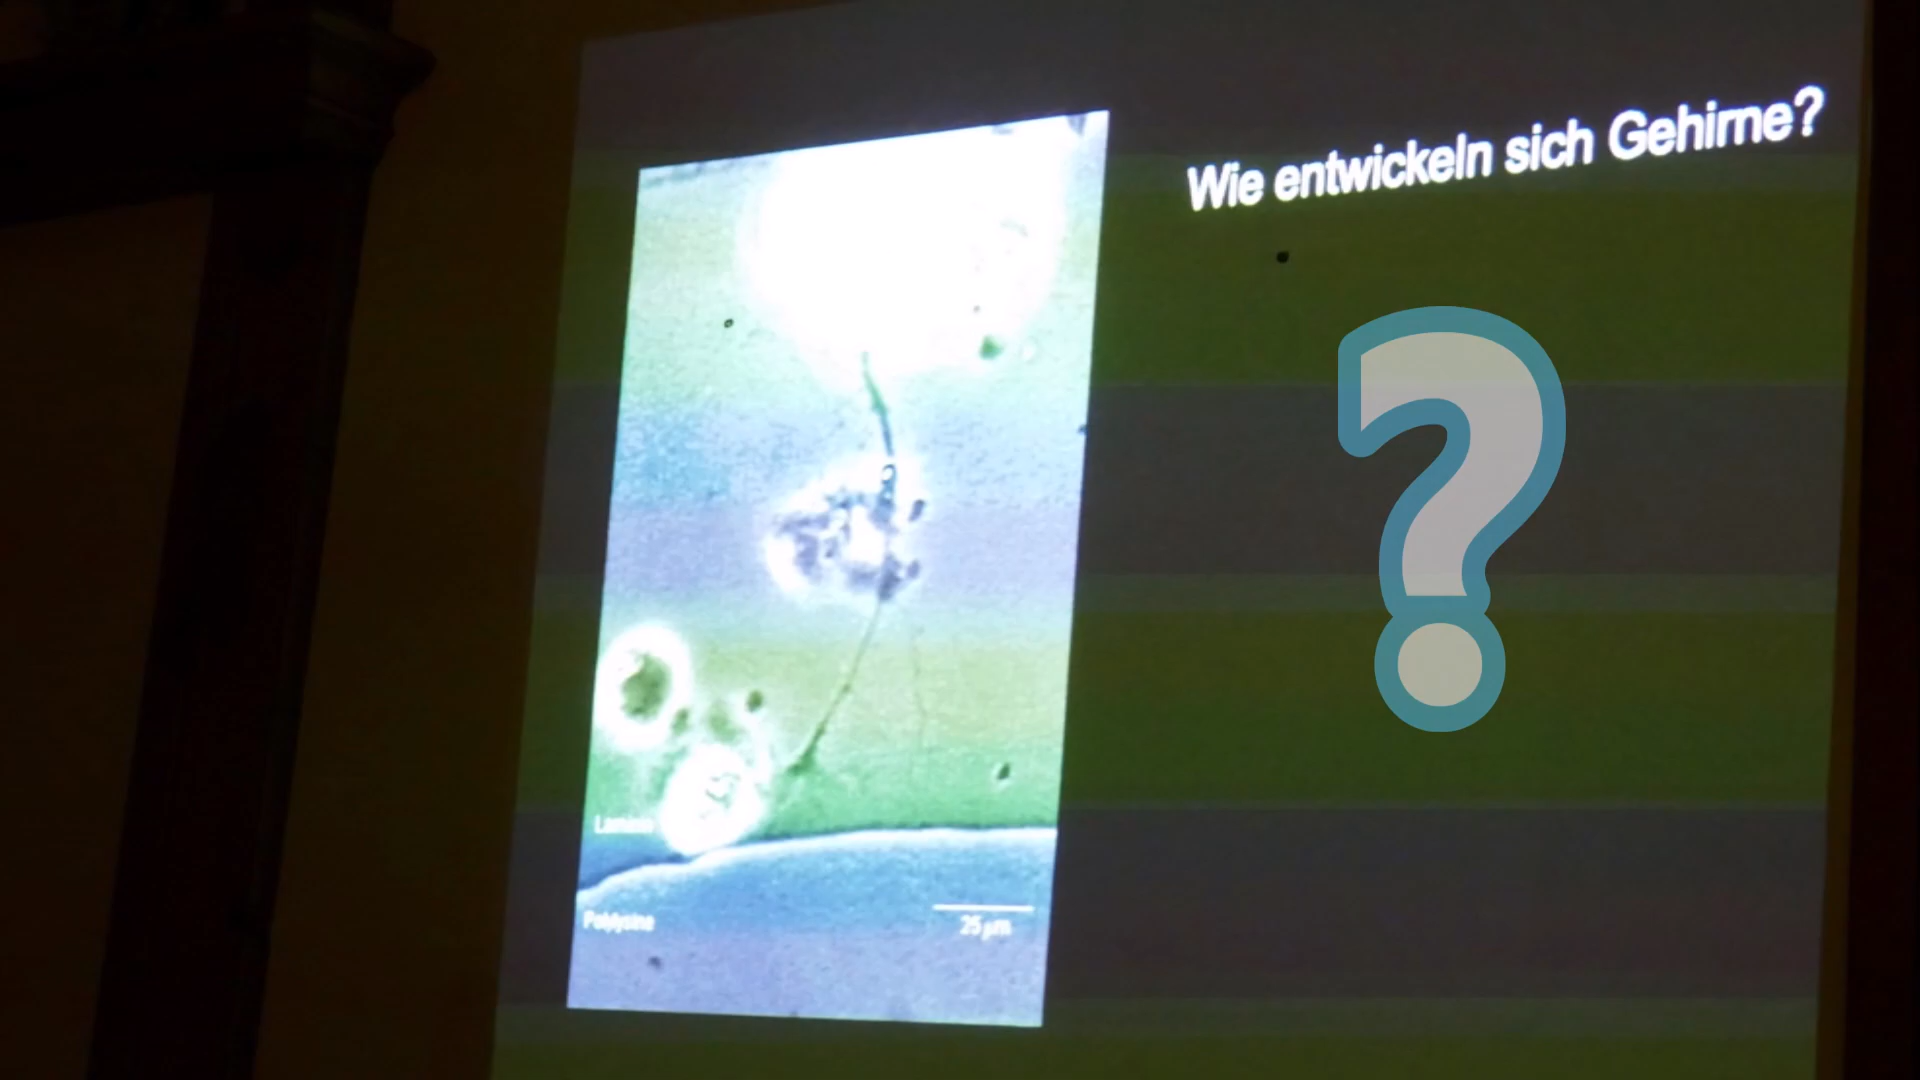 Wie entwickeln sich Gehirne?
?
Laminin
Polylysine
25 µm